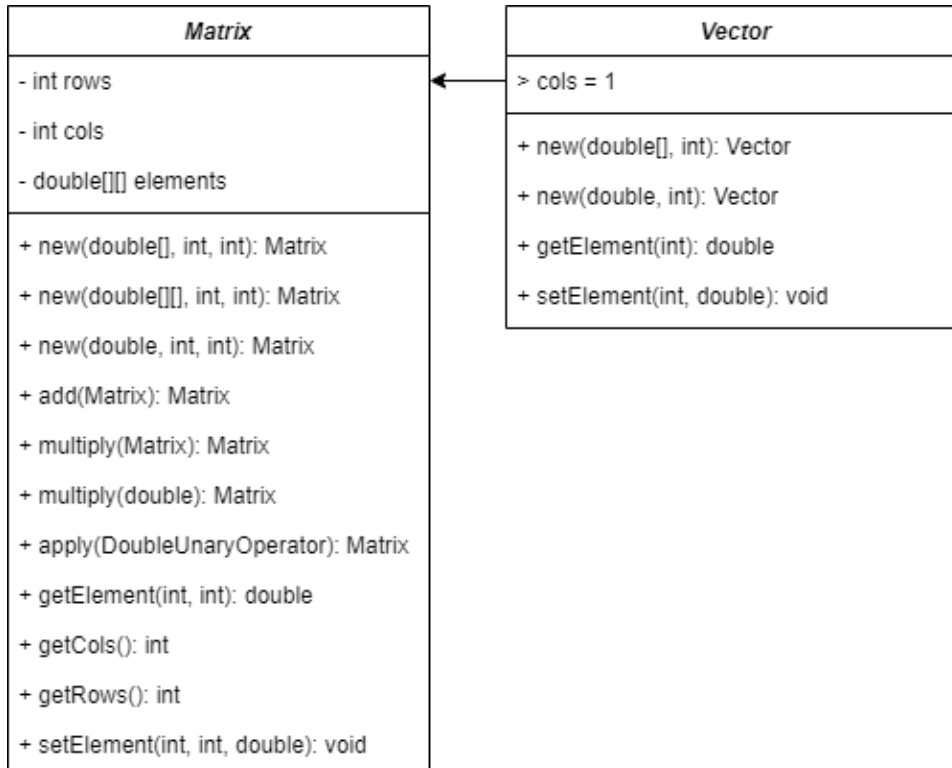 Matrix
- int rows
- int cols
- double[][] elements
+ new(double[], int, int): Matrix
+ new(double[][], int, int): Matrix
+ new(double, int, int): Matrix
+ add(Matrix): Matrix
+ multiply(Matrix): Matrix
+ multiply(double): Matrix
+ apply(DoubleUnaryOperator): Matrix
+ getElement(int, int): double
+ getCols(): int
+ getRows(): int
+ setElement(int, int, double): void
Vector
> cols = 1
+ new(double[], int): Vector
+ new(double, int): Vector
+ getElement(int): double
+ setElement(int, double): void